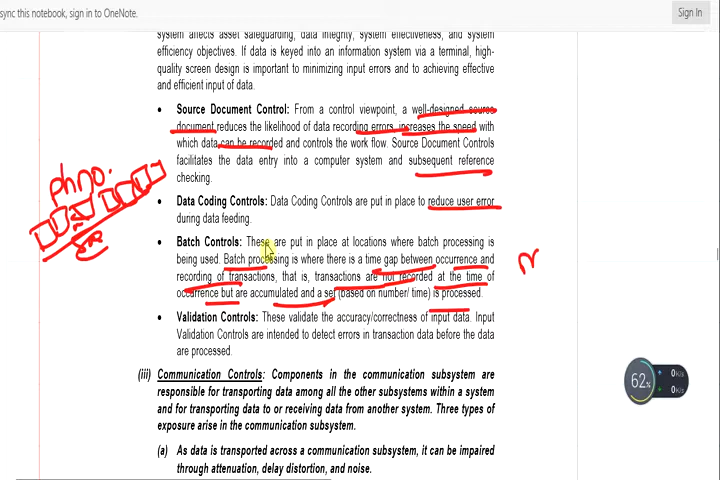 sync this notebook, sign in to OneNote.
Sign In
system affects asset safeguarding, data integrity, system effectiveness, and system
efficiency objectives. If data is keyed into an information system via a terminal, high-
quality screen design is important to minimizing input errors and to achieving effective
and efficient input of data.
• Source Document Control: From a control viewpoint, a well-designed source
document reduces the likelihood of data recording errors, increases the speed with
which data can be recorded and controls the work flow. Source Document Controls
facilitates the data entry into a computer system and subsequent reference
checking.
ph no.
• Data Coding Controls: Data Coding Controls are put in place to reduce user error
during data feeding.
• Batch Controls: These are put in place at locations where batch processing is
being used. Batch processing is where there is a time gap between occurrence and
recording of transactions, that is, transactions are not recorded at the time of
occurrence but are accumulated and a set (based on number/ time) is processed.
• Validation Controls: These validate the accuracy/correctness of input data. Input
Validation Controls are intended to detect errors in transaction data before the data
are processed.
(iii) Communication Controls: Components in the communication subsystem are
responsible for transporting data among all the other subsystems within a system
and for transporting data to or receiving data from another system. Three types of
exposure arise in the communication subsystem.
62%
+ 0K/s
+ 0K/s
(a) As data is transported across a communication subsystem, it can be impaired
through attenuation, delay distortion, and noise.